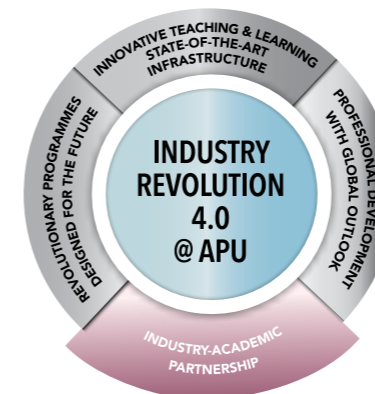 INNOVATIVE TEACHING & LEARNING
STATE-OF-THE-ART
INFRASTRUCTURE
REVOLUTIONARY PROGRAMMES
DESIGNED FOR THE FUTURE
INDUSTRY
REVOLUTION
4.0
@ APU
PROFESSIONAL DEVELOPMENT
WITH GLOBAL OUTLOOK
INDUSTRY-ACADEMIC
PARTNERSHIP